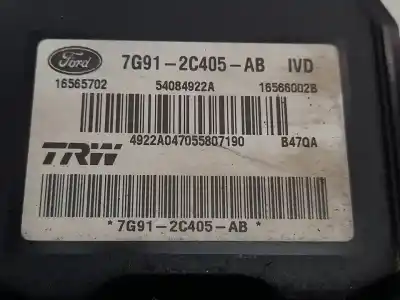 Ford 7G91-2C405-AB IVD
16565702 54084922A 16566002B
4922A047055807190 B47QA
TRW
*7G91-2C405-AB*